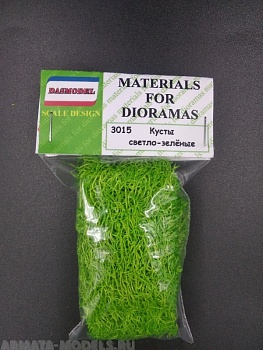 DASMODEL
SCALE DESIGN
MATERIALS
FOR
DIORAMAS
3015 Кусты
светло-зелёные
ARMATA-MODELS.RU